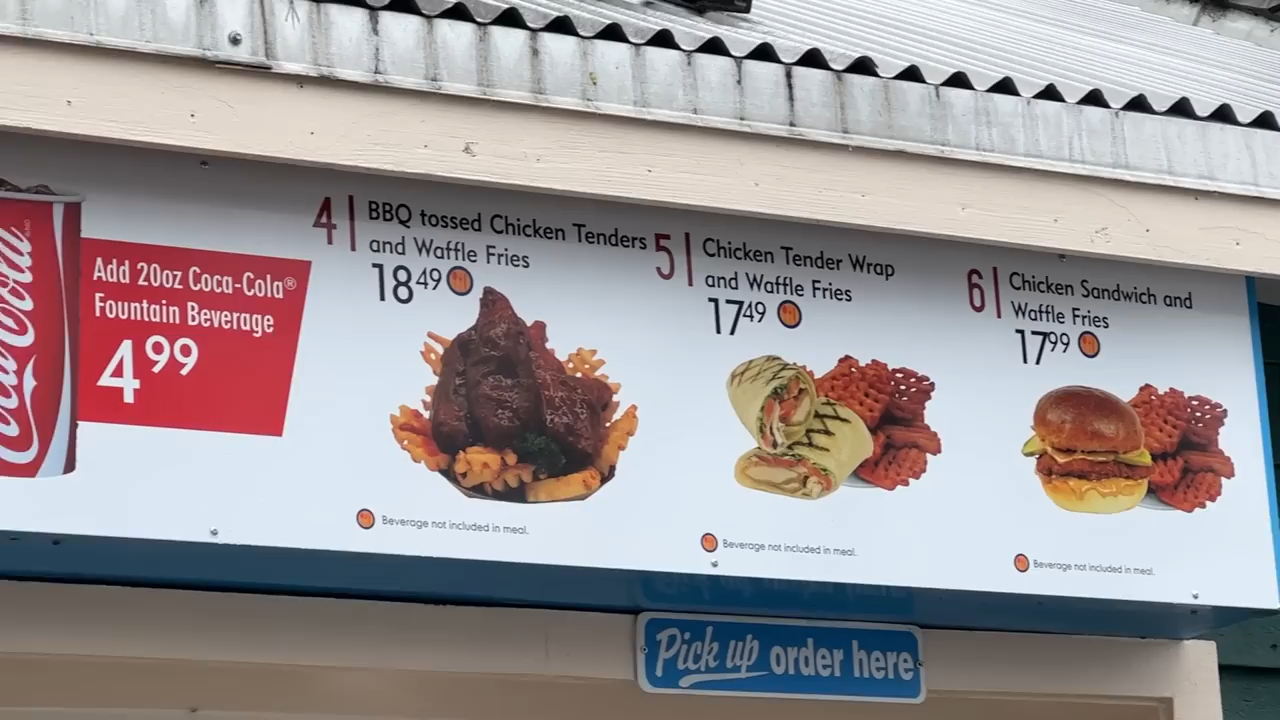 Coca-Cola
Add 20oz Coca-Cola®
Fountain Beverage
4 99
4 | BBQ tossed Chicken Tenders
and Waffle Fries
18 49
Beverage not included in meal.
5 | Chicken Tender Wrap
and Waffle Fries
17 49
Beverage not included in meal.
6 | Chicken Sandwich and
Waffle Fries
17 99
Beverage not included in meal.
Pick up order here